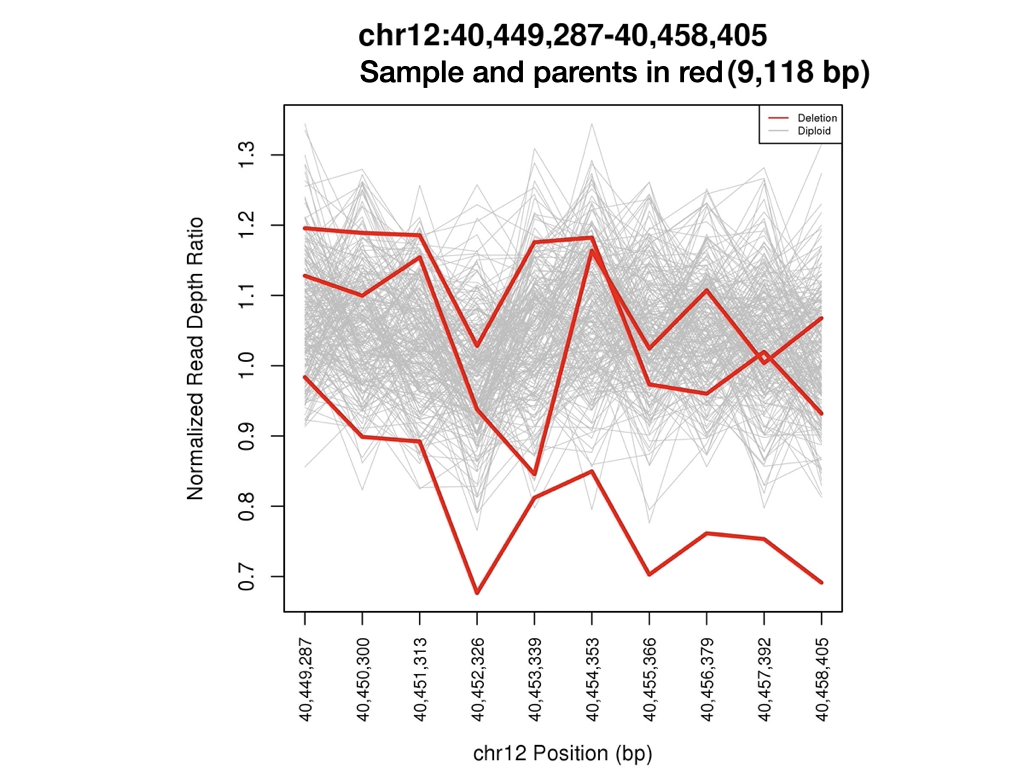 chr12:40,449,287-40,458,405
Sample and parents in red (9,118 bp)
Deletion
Diploid
Normalized Read Depth Ratio
1.3
1.2
1.1
1.0
0.9
0.8
0.7
40,449,287
40,450,300
40,451,313
40,452,326
40,453,339
40,454,353
40,455,366
40,456,379
40,457,392
40,458,405
chr12 Position (bp)